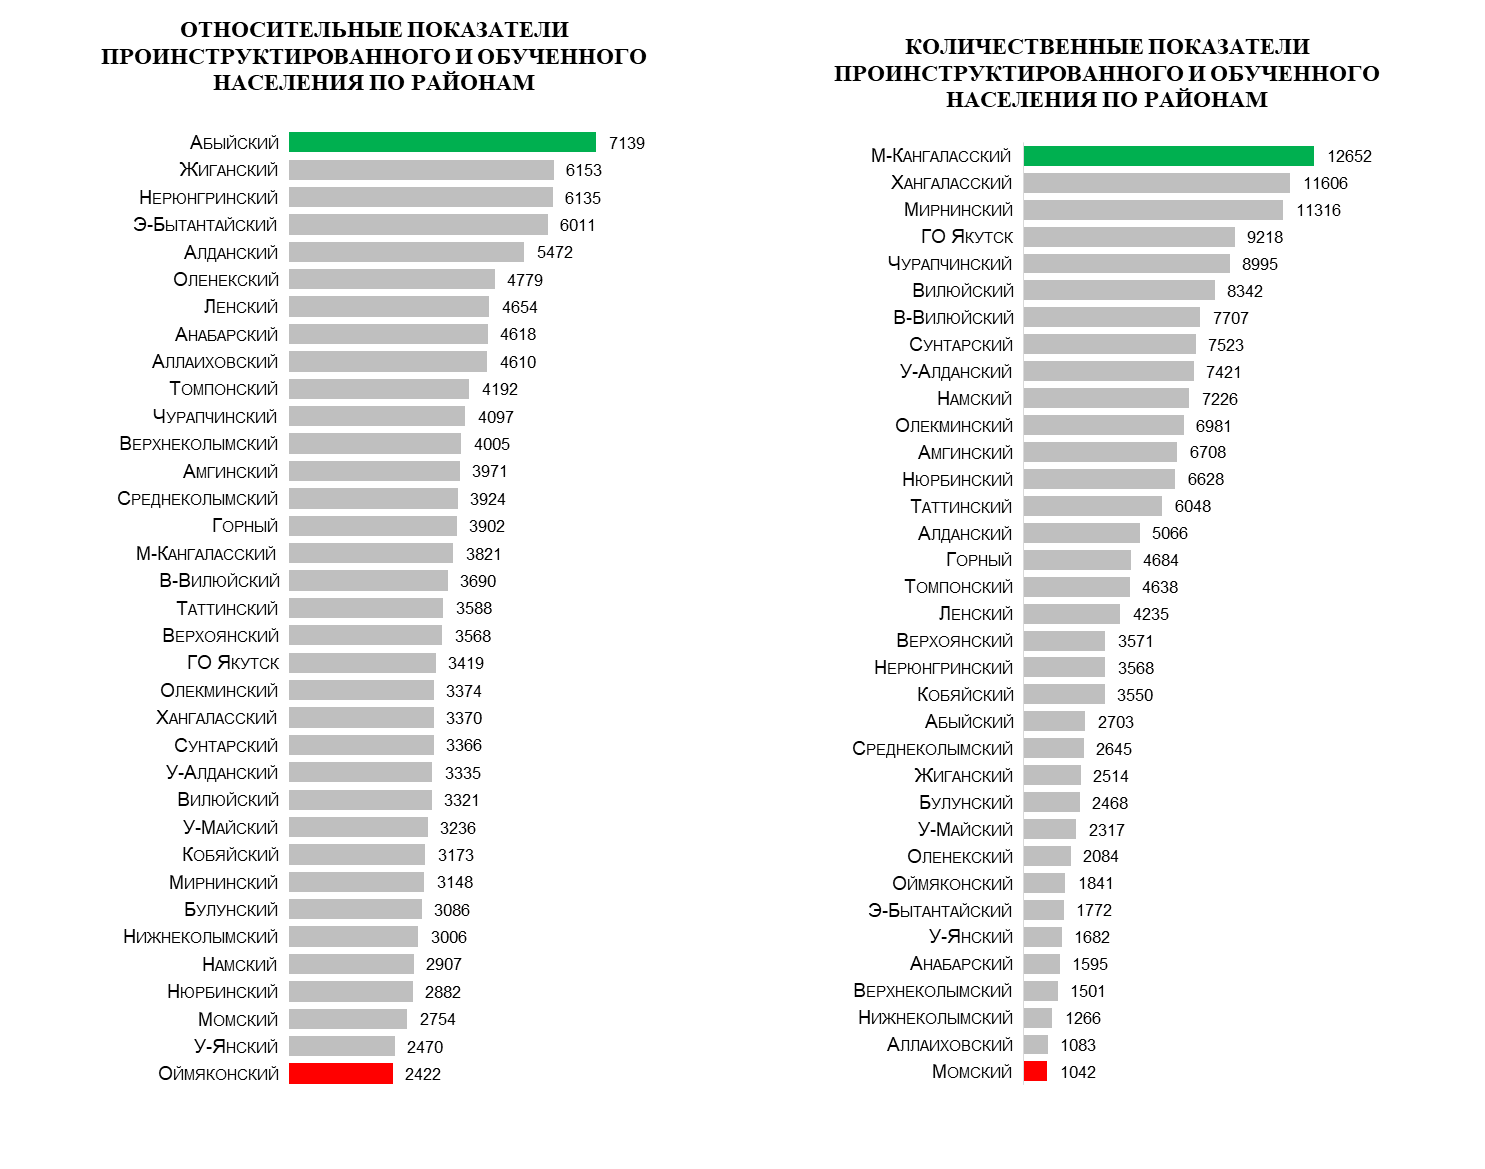 ОТНОСИТЕЛЬНЫЕ ПОКАЗАТЕЛИ
ПРОИНСТРУКТИРОВАННОГО И ОБУЧЕННОГО
НАСЕЛЕНИЯ ПО РАЙОНАМ
АБЫЙСКИЙ 7139
ЖИГАНСКИЙ 6153
НЕРЮНГРИНСКИЙ 6135
Э-БЫТАНТАЙСКИЙ 6011
АЛДАНСКИЙ 5472
ОЛЕНЕКСКИЙ 4779
ЛЕНСКИЙ 4654
АНАБАРСКИЙ 4618
АЛЛАИХОВСКИЙ 4610
ТОМПОНСКИЙ 4192
ЧУРАПЧИНСКИЙ 4097
ВЕРХНЕКОЛЫМСКИЙ 4005
АМГИНСКИЙ 3971
СРЕДНЕКОЛЫМСКИЙ 3924
ГОРНЫЙ 3902
М-КАНГАЛАССКИЙ 3821
В-ВИЛЮЙСКИЙ 3690
ТАТТИНСКИЙ 3588
ВЕРХОЯНСКИЙ 3568
ГО ЯКУТСК 3419
ОЛЕКМИНСКИЙ 3374
ХАНГАЛАССКИЙ 3370
СУНТАРСКИЙ 3366
У-АЛДАНСКИЙ 3335
ВИЛЮЙСКИЙ 3321
У-МАЙСКИЙ 3236
КОБЯЙСКИЙ 3173
МИРНИНСКИЙ 3148
БУЛУНСКИЙ 3086
НИЖНЕКОЛЫМСКИЙ 3006
НАМСКИЙ 2907
НЮРБИНСКИЙ 2882
МОМСКИЙ 2754
У-ЯНСКИЙ 2470
ОЙМЯКОНСКИЙ 2422
КОЛИЧЕСТВЕННЫЕ ПОКАЗАТЕЛИ
ПРОИНСТРУКТИРОВАННОГО И ОБУЧЕННОГО
НАСЕЛЕНИЯ ПО РАЙОНАМ
М-КАНГАЛАССКИЙ 12652
ХАНГАЛАССКИЙ 11606
МИРНИНСКИЙ 11316
ГО ЯКУТСК 9218
ЧУРАПЧИНСКИЙ 8995
ВИЛЮЙСКИЙ 8342
В-ВИЛЮЙСКИЙ 7707
СУНТАРСКИЙ 7523
У-АЛДАНСКИЙ 7421
НАМСКИЙ 7226
ОЛЕКМИНСКИЙ 6981
АМГИНСКИЙ 6708
НЮРБИНСКИЙ 6628
ТАТТИНСКИЙ 6048
АЛДАНСКИЙ 5066
ГОРНЫЙ 4684
ТОМПОНСКИЙ 4638
ЛЕНСКИЙ 4235
ВЕРХОЯНСКИЙ 3571
НЕРЮНГРИНСКИЙ 3568
КОБЯЙСКИЙ 3550
АБЫЙСКИЙ 2703
СРЕДНЕКОЛЫМСКИЙ 2645
ЖИГАНСКИЙ 2514
БУЛУНСКИЙ 2468
У-МАЙСКИЙ 2317
ОЛЕНЕКСКИЙ 2084
ОЙМЯКОНСКИЙ 1841
Э-БЫТАНТАЙСКИЙ 1772
У-ЯНСКИЙ 1682
АНАБАРСКИЙ 1595
ВЕРХНЕКОЛЫМСКИЙ 1501
НИЖНЕКОЛЫМСКИЙ 1266
АЛЛАИХОВСКИЙ 1083
МОМСКИЙ 1042